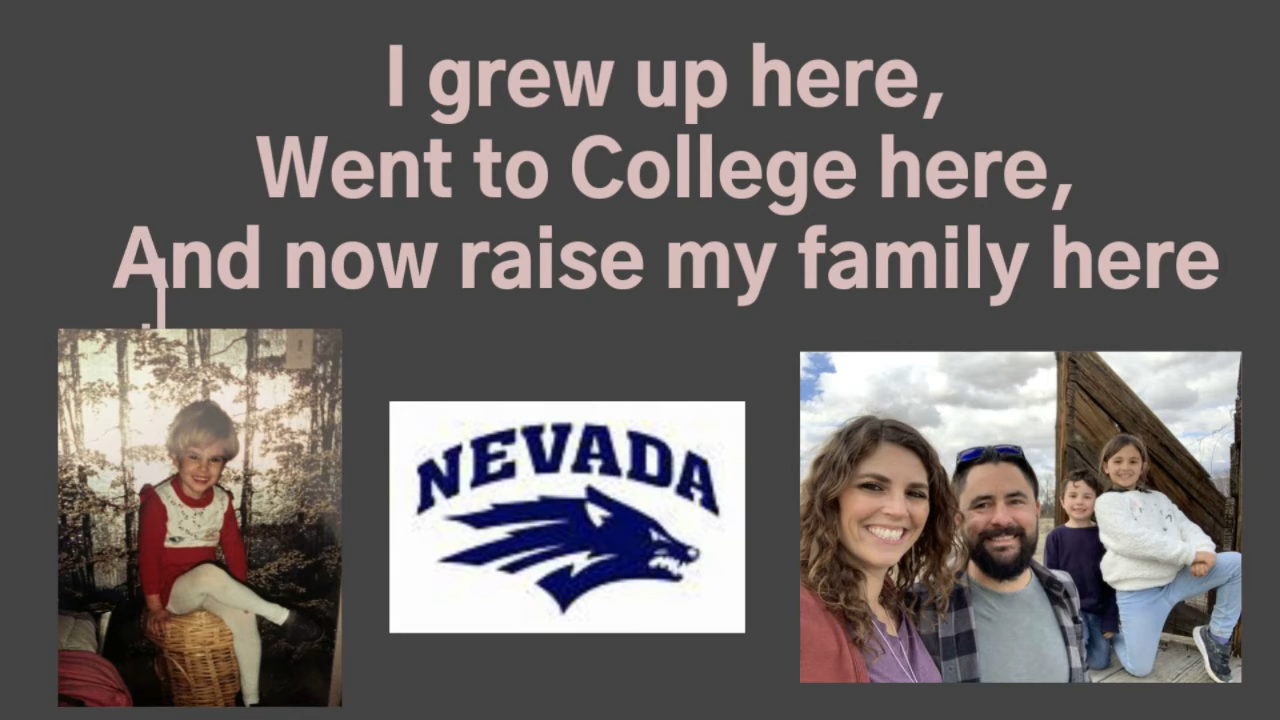 I grew up here,
Went to College here,
And now raise my family here
NEVADA